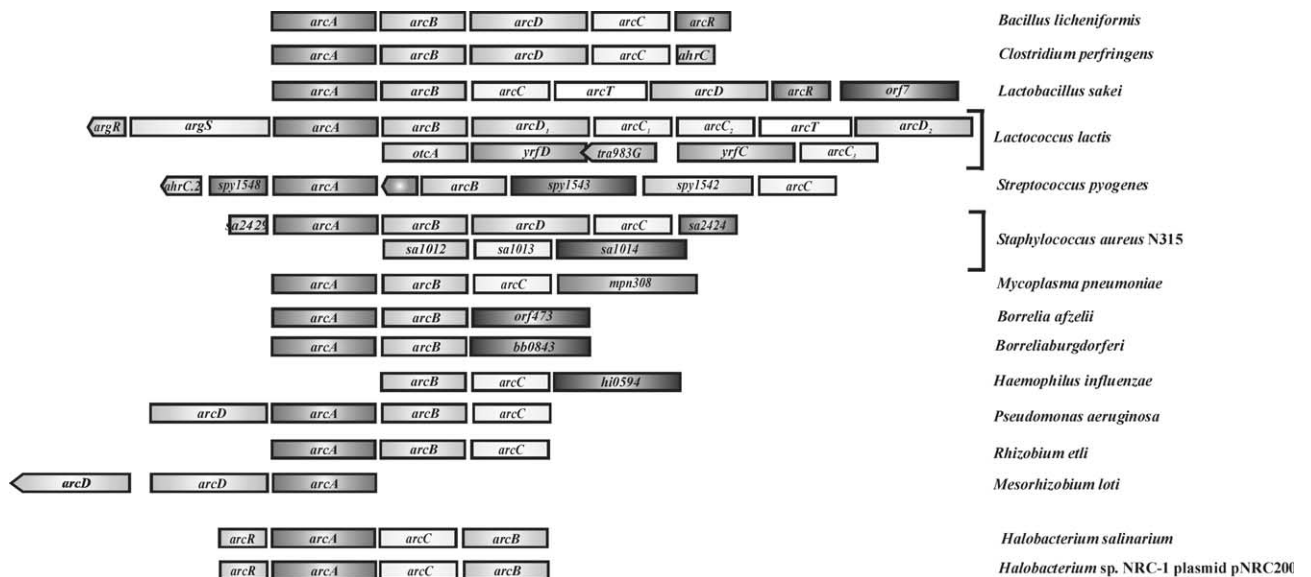 arcA arcB arcD arcC arcR Bacillus licheniformis
arcA arcB arcD arcC ahrC Clostridium perfringens
arcA arcB arcC arcT arcD arcR orf7 Lactobacillus sakei
argR argS arcA arcB arcD₁ arcC₁ arcC₂ arcT arcD₂ Lactococcus lactis
otcA yrfD tra983G yrfC arcC₃
ahrC.2 spy1548 arcA arcB spy1543 spy1542 arcC Streptococcus pyogenes
sa2429 arcA arcB arcD arcC sa2424
sa1012 sa1013 sa1014 Staphylococcus aureus N315
arcA arcB arcC mpn308 Mycoplasma pneumoniae
arcA arcB orf473 Borrelia afzelii
arcA arcB bb0843 Borreliaburgdorferi
arcB arcC hi0594 Haemophilus influenzae
arcD arcA arcB arcC Pseudomonas aeruginosa
arcA arcB arcC Rhizobium etli
arcD arcD arcA Mesorhizobium loti
arcR arcA arcC arcB Halobacterium salinarium
arcR arcA arcC arcB Halobacterium sp. NRC-1 plasmid pNRC200